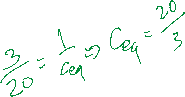 3/20 = 1/Ceq ⇒ Ceq = 20/3